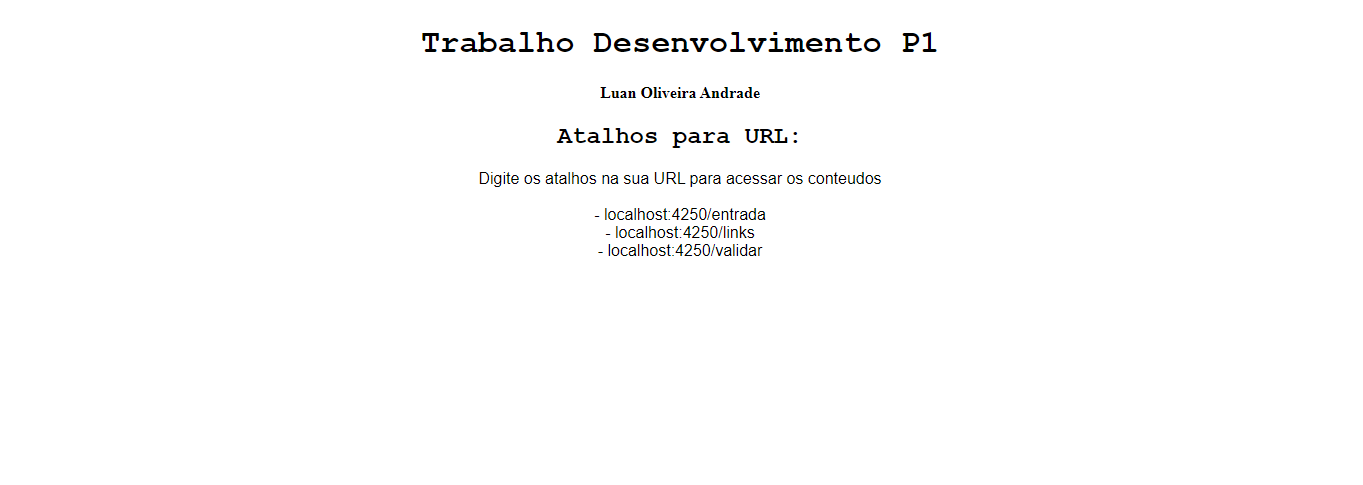 Trabalho Desenvolvimento P1
Luan Oliveira Andrade
Atalhos para URL:
Digite os atalhos na sua URL para acessar os conteudos
- localhost:4250/entrada
- localhost:4250/links
- localhost:4250/validar